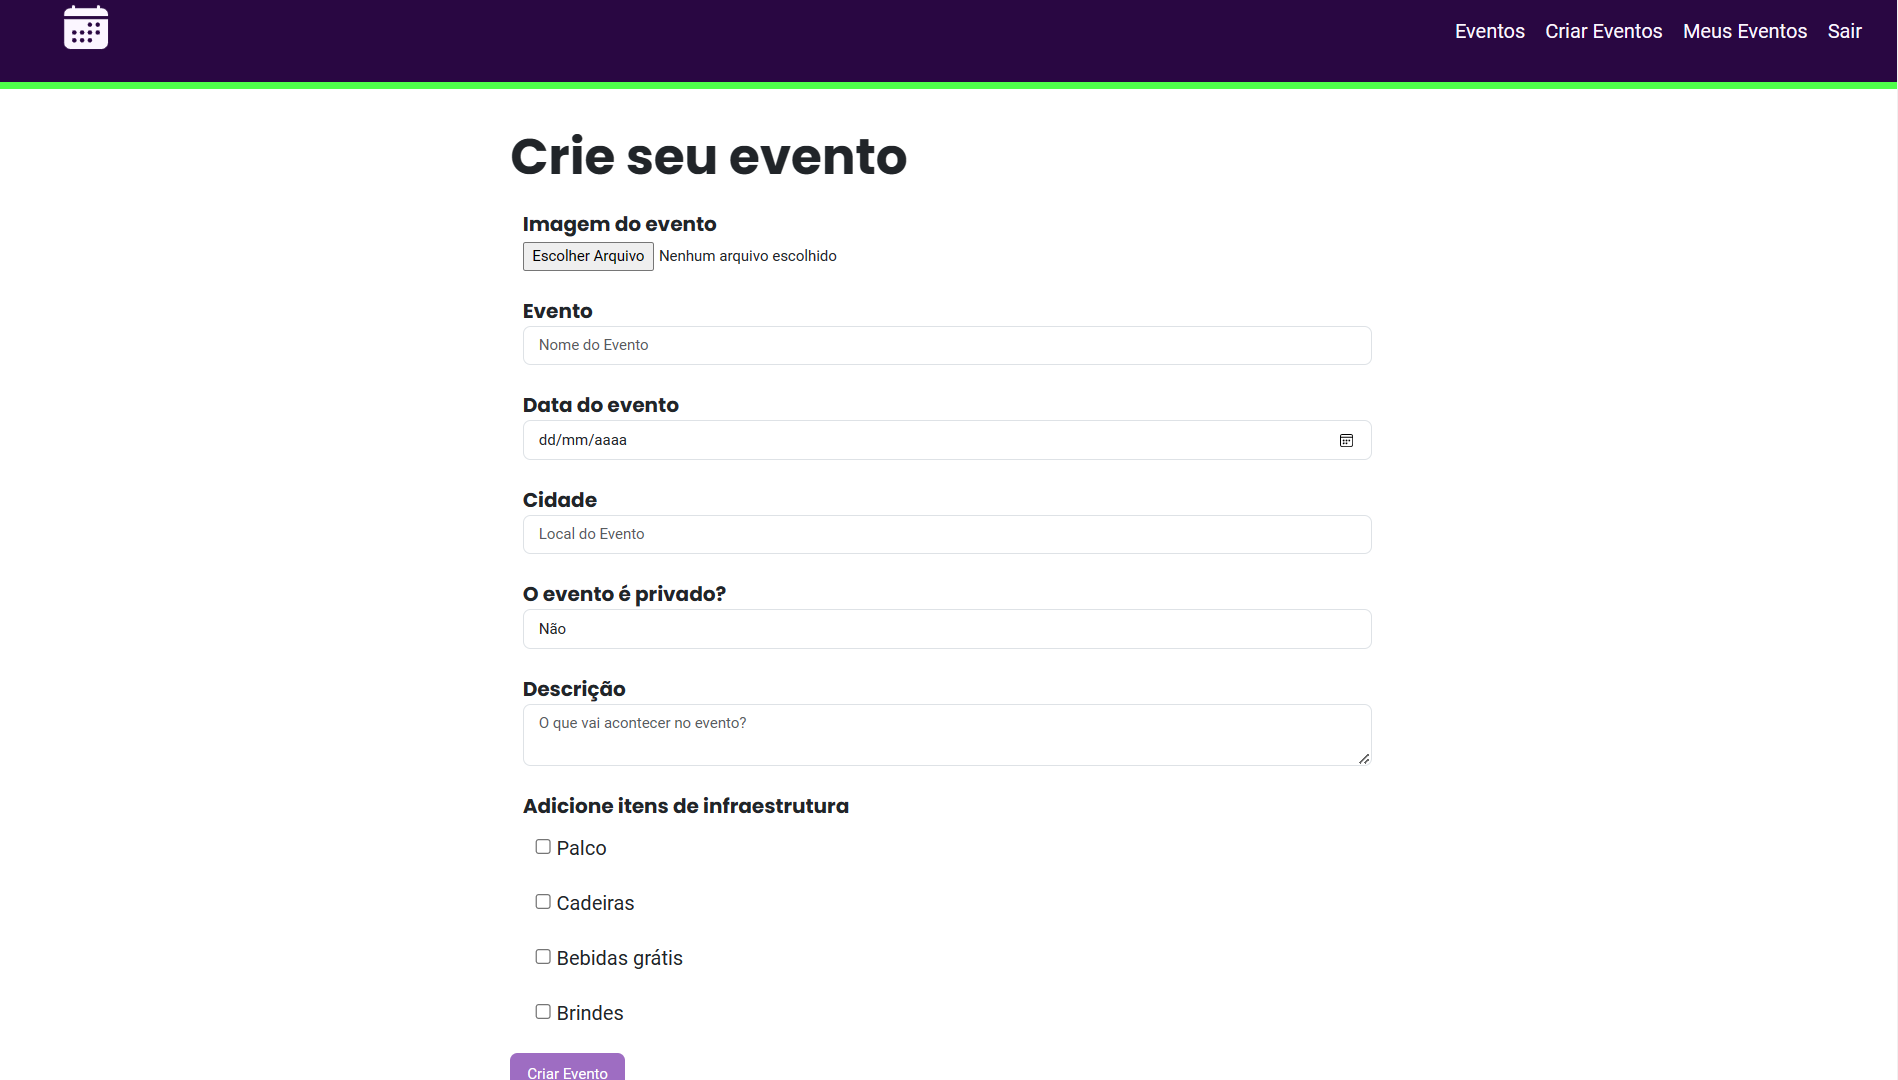 Eventos Criar Eventos Meus Eventos Sair
Crie seu evento
Imagem do evento
Escolher Arquivo Nenhum arquivo escolhido
Evento
Nome do Evento
Data do evento
dd/mm/aaaa
Cidade
Local do Evento
O evento é privado?
Não
Descrição
O que vai acontecer no evento?
Adicione itens de infraestrutura
Palco
Cadeiras
Bebidas grátis
Brindes
Criar Evento